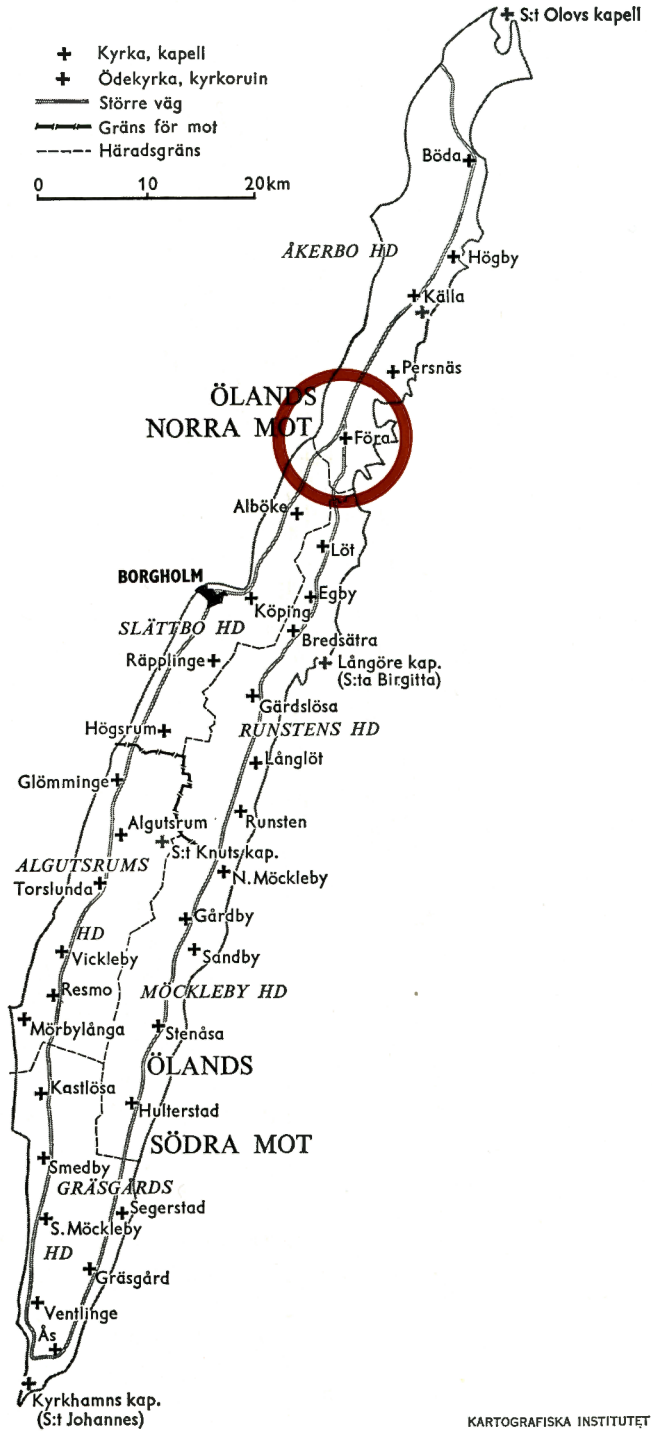 S:t Olovs kapell
Kyrka, kapell
Ödekyrka, kyrkoruin
Större väg
Gräns för mot
Häradsgräns
0 10 20km
Böda
ÅKERBO HD
Högby
Källa
Persnäs
ÖLANDS
NORRA MOT
Föra
Alböke
Löt
BORGHOLM
Egby
Köping
SLÄTTBO HD
Bredsätra
Räpplinge
Långöre kap.
(S:ta Birgitta)
Gärdslösa
Högsrum
RUNSTENS HD
Långlöt
Glömminge
Algutsrum
Runsten
S:t Knuts kap.
ALGUTSRUMS
N.Möckleby
Torslunda
Gårdby
HD
Vickleby
Sandby
Resmo
MÖCKLEBY HD
Mörbylånga
Stenåsa
ÖLANDS
Kastlösa
Hulterstad
SÖDRA MOT
Smedby
GRÄSGÅRDS
Segerstad
S.Möckleby
HD
Gräsgård
Ventlinge
Ås
Kyrkhamns kap.
(S:t Johannes)
KARTOGRAFISKA INSTITUTET